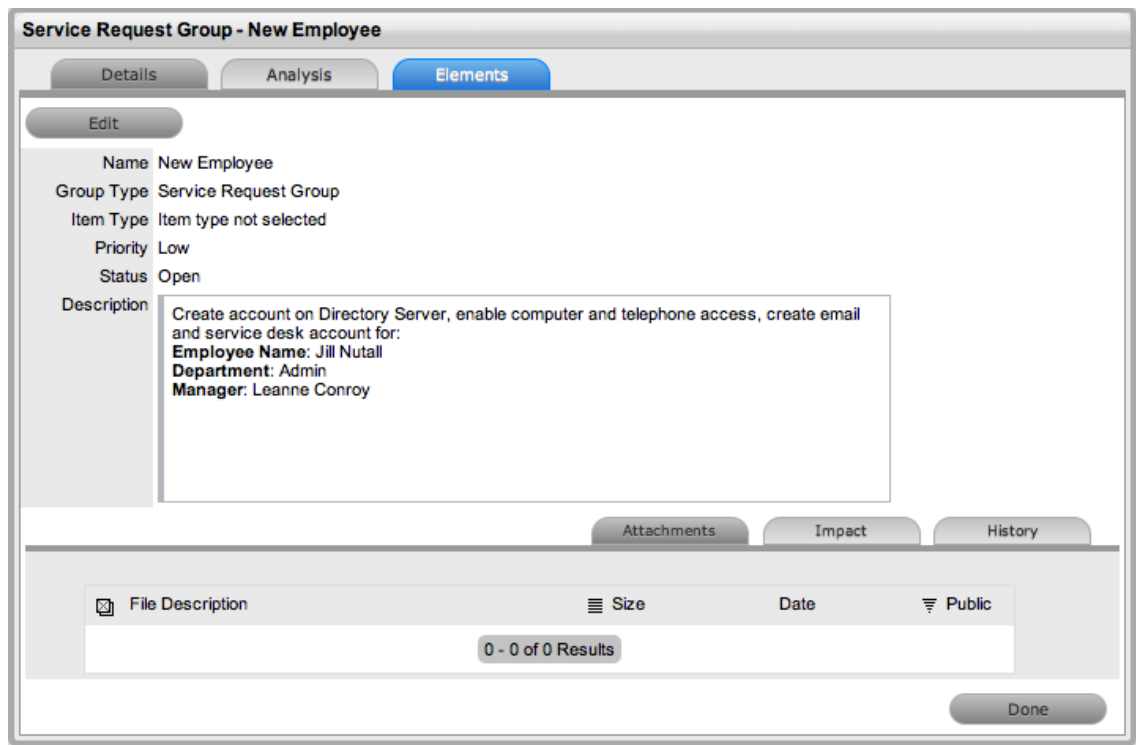 Service Request Group - New Employee
Details Analysis Elements
Edit
Name New Employee
Group Type Service Request Group
Item Type Item type not selected
Priority Low
Status Open
Description Create account on Directory Server, enable computer and telephone access, create email
and service desk account for:
Employee Name: Jill Nutall
Department: Admin
Manager: Leanne Conroy
Attachments Impact History
File Description Size Date Public
0 - 0 of 0 Results
Done